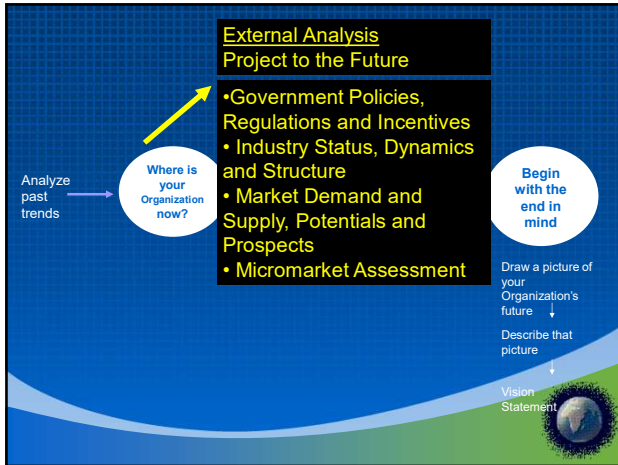 External Analysis
Project to the Future
•Government Policies,
Regulations and Incentives
• Industry Status, Dynamics
and Structure
• Market Demand and
Supply, Potentials and
Prospects
• Micromarket Assessment
Analyze
past
trends
Where is
your
Organization
now?
Begin
with the
end in
mind
Draw a picture of
your
Organization's
future
Describe that
picture
Vision
Statement